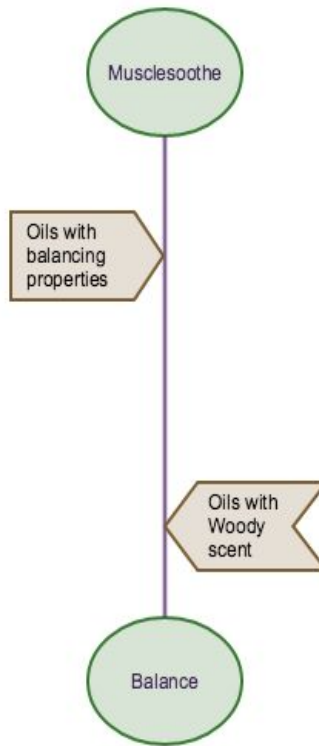 Musclesoothe
Oils with
balancing
properties
Oils with
Woody
scent
Balance